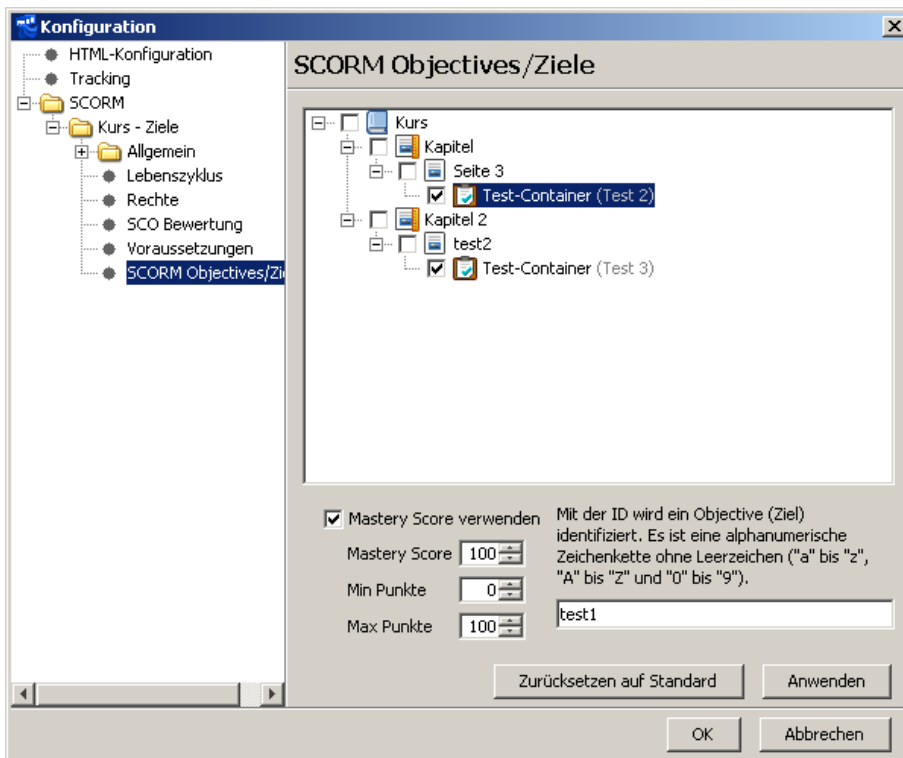 Konfiguration
HTML-Konfiguration
Tracking
SCORM
Kurs - Ziele
Allgemein
Lebenszyklus
Rechte
SCO Bewertung
Voraussetzungen
SCORM Objectives/Zi
SCORM Objectives/Ziele
Kurs
Kapitel
Seite 3
Test-Container (Test 2)
Kapitel 2
test2
Test-Container (Test 3)
Mastery Score verwenden
Mastery Score 100
Min Punkte 0
Max Punkte 100
Mit der ID wird ein Objective (Ziel)
identifiziert. Es ist eine alphanumerische
Zeichenkette ohne Leerzeichen ("a" bis "z",
"A" bis "Z" und "0" bis "9").
test1
Zurücksetzen auf Standard
Anwenden
OK
Abbrechen